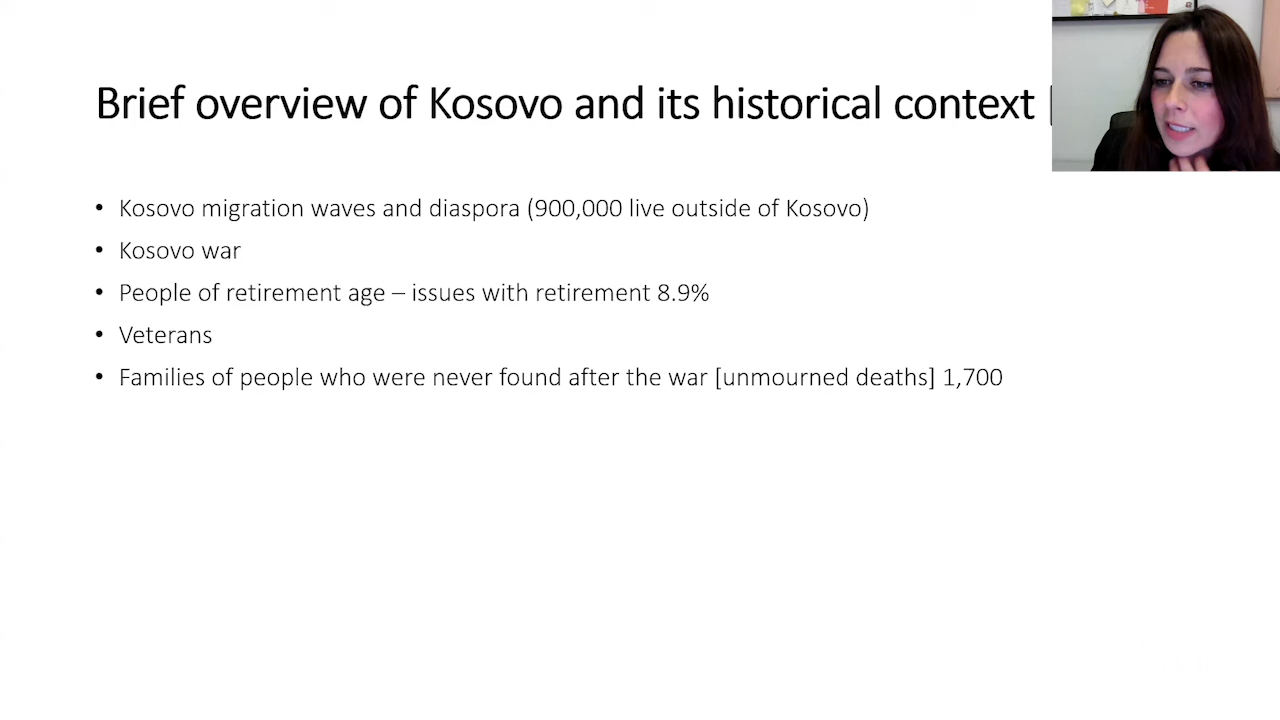 Brief overview of Kosovo and its historical context [
• Kosovo migration waves and diaspora (900,000 live outside of Kosovo)
• Kosovo war
• People of retirement age – issues with retirement 8.9%
• Veterans
• Families of people who were never found after the war [unmourned deaths] 1,700